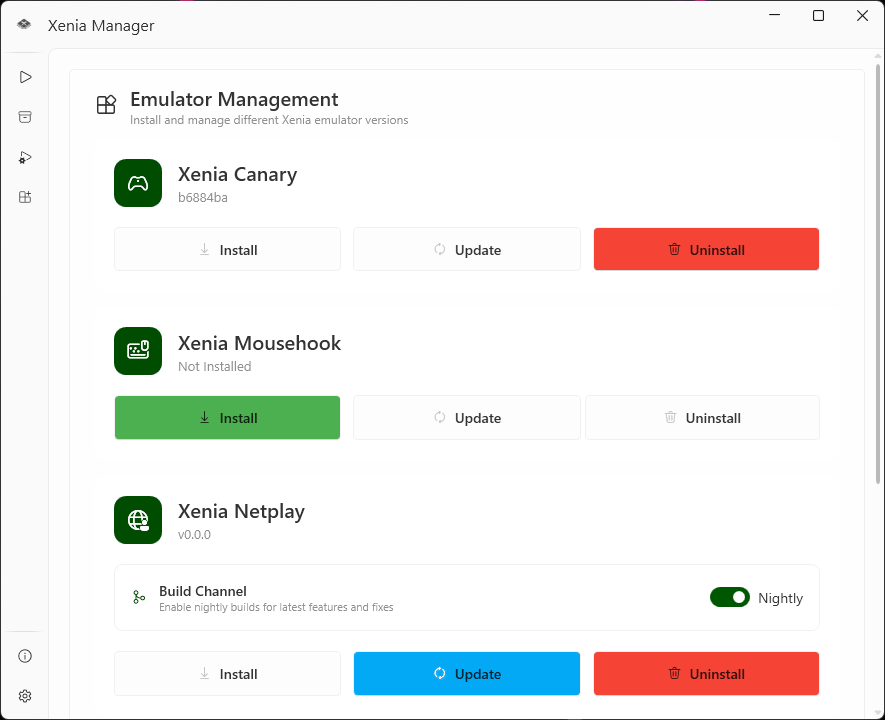 Xenia Manager
Emulator Management
Install and manage different Xenia emulator versions
Xenia Canary
b6884ba
Install
Update
Uninstall
Xenia Mousehook
Not Installed
Install
Update
Uninstall
Xenia Netplay
v0.0.0
Build Channel
Enable nightly builds for latest features and fixes
Nightly
Install
Update
Uninstall